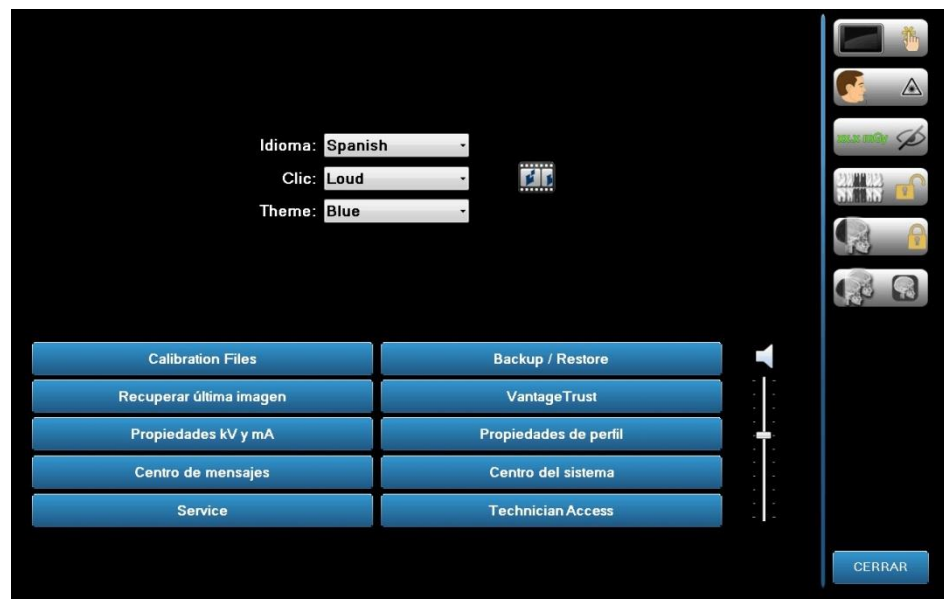 Idioma: Spanish
Clic: Loud
Theme: Blue
Calibration Files
Backup / Restore
Recuperar última imagen
VantageTrust
Propiedades kV y mA
Propiedades de perfil
Centro de mensajes
Centro del sistema
Service
Technician Access
mGy
CERRAR